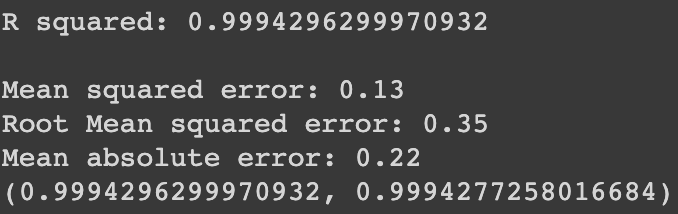 R squared: 0.9994296299970932
Mean squared error: 0.13
Root Mean squared error: 0.35
Mean absolute error: 0.22
(0.9994296299970932, 0.9994277258016684)